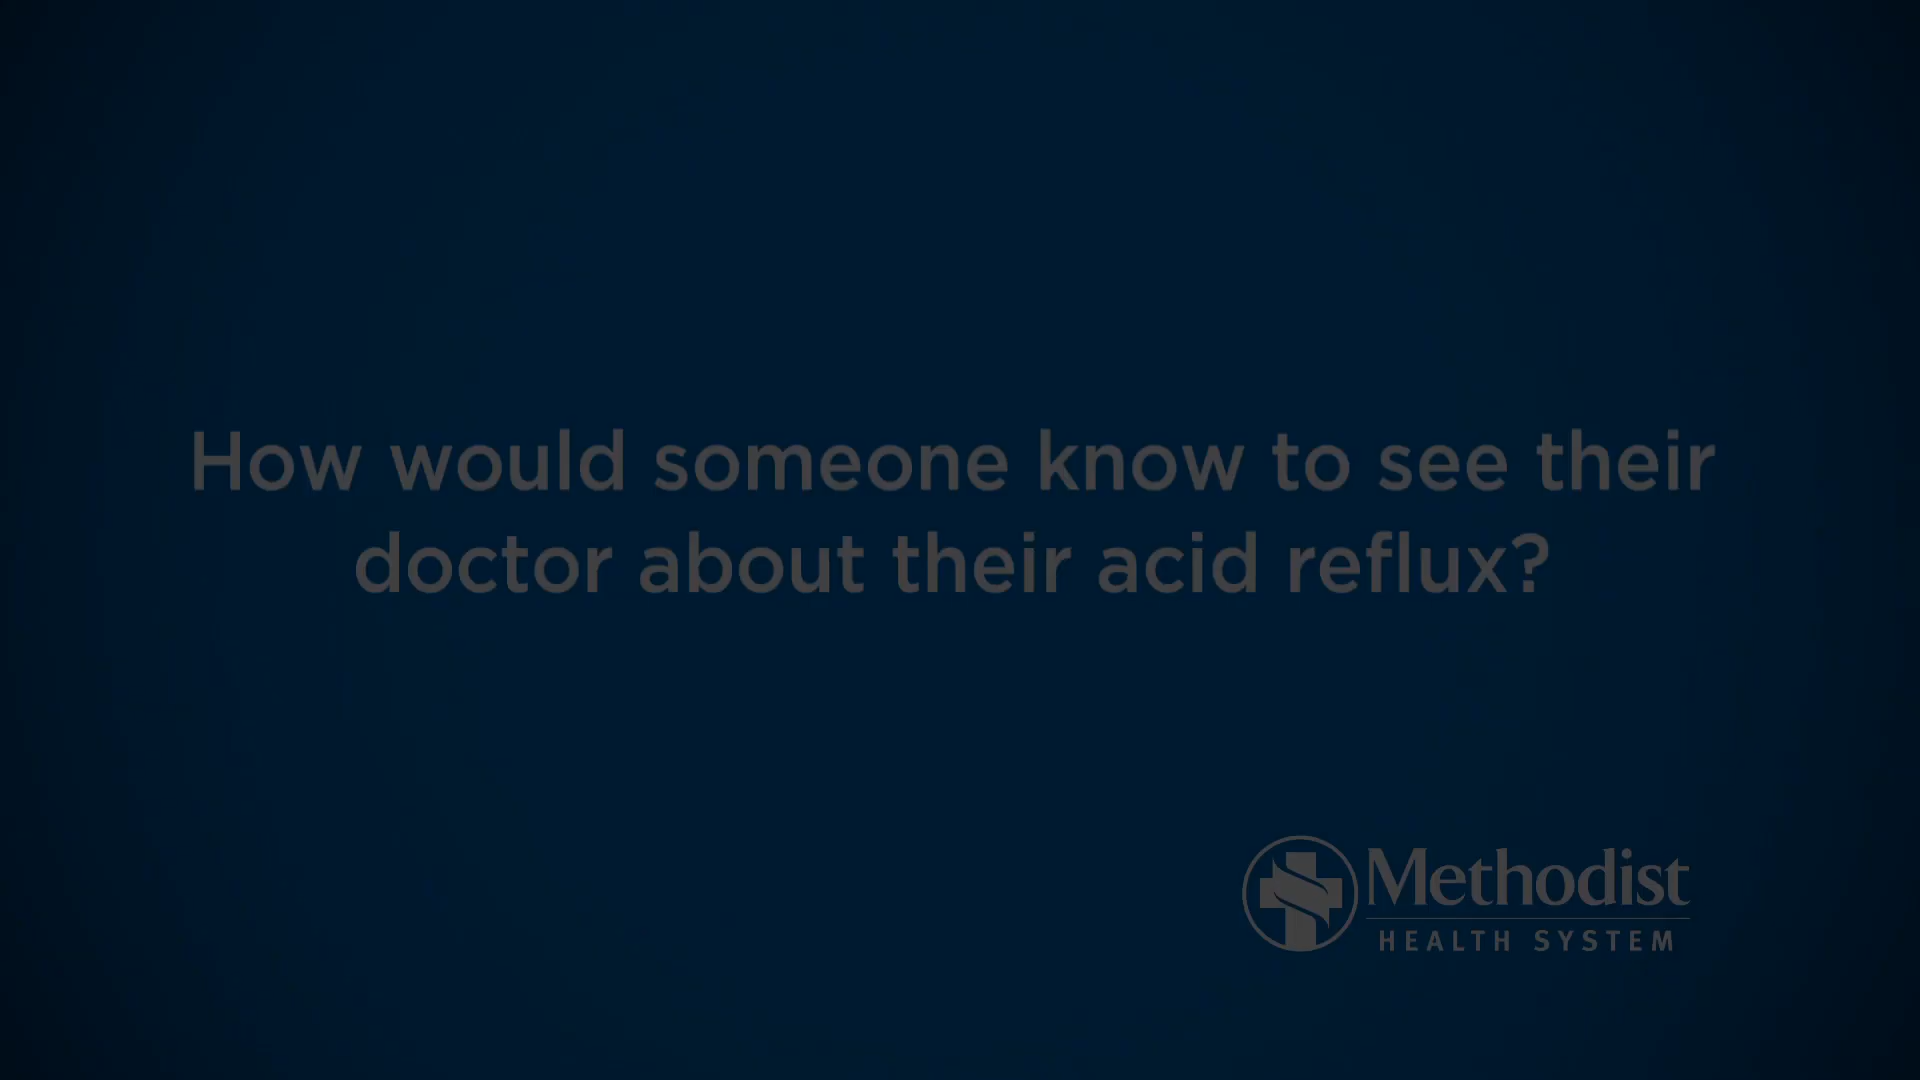 How would someone know to see their
doctor about their acid reflux?
Methodist
HEALTH SYSTEM